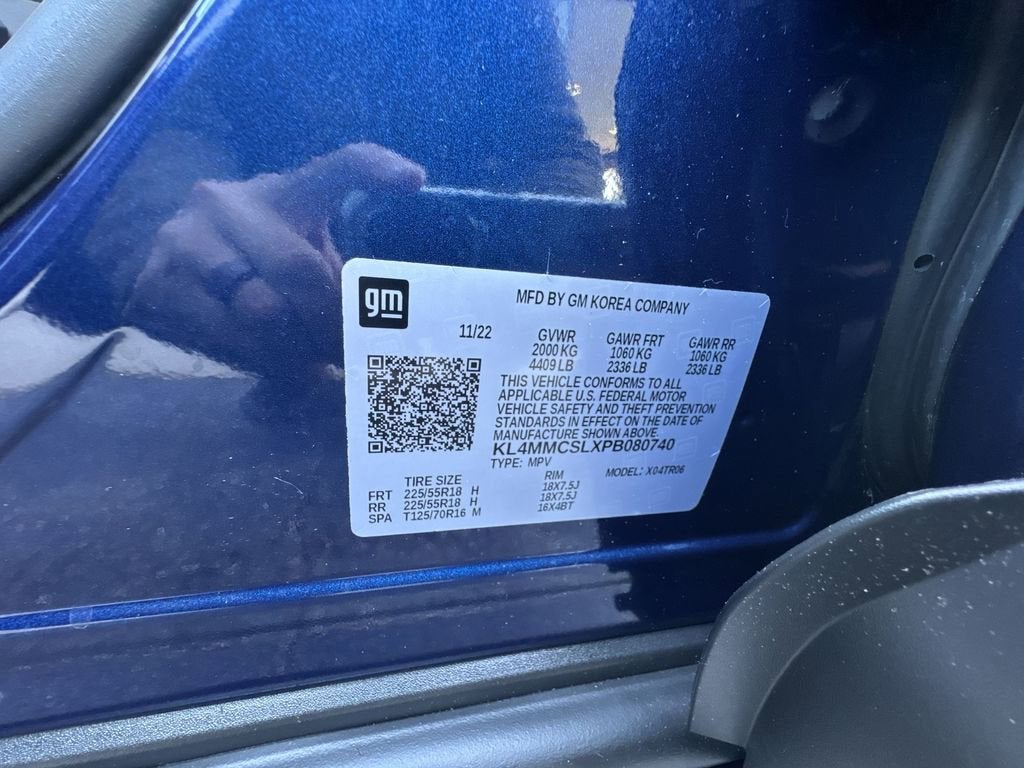 gm
MFD BY GM KOREA COMPANY
11/22
GVWR GAWR FRT GAWR RR
2000 KG 1060 KG 1060 KG
4409 LB 2336 LB 2336 LB
THIS VEHICLE CONFORMS TO ALL
APPLICABLE U.S. FEDERAL MOTOR
VEHICLE SAFETY AND THEFT PREVENTION
STANDARDS IN EFFECT ON THE DATE OF
MANUFACTURE SHOWN ABOVE.
KL4MMCSLXPB080740
TYPE: MPV MODEL: X04TR06
TIRE SIZE RIM
FRT 225/55R18 H 18X7.5J
RR 225/55R18 H 18X7.5J
SPA T125/70R16 M 16X4BT